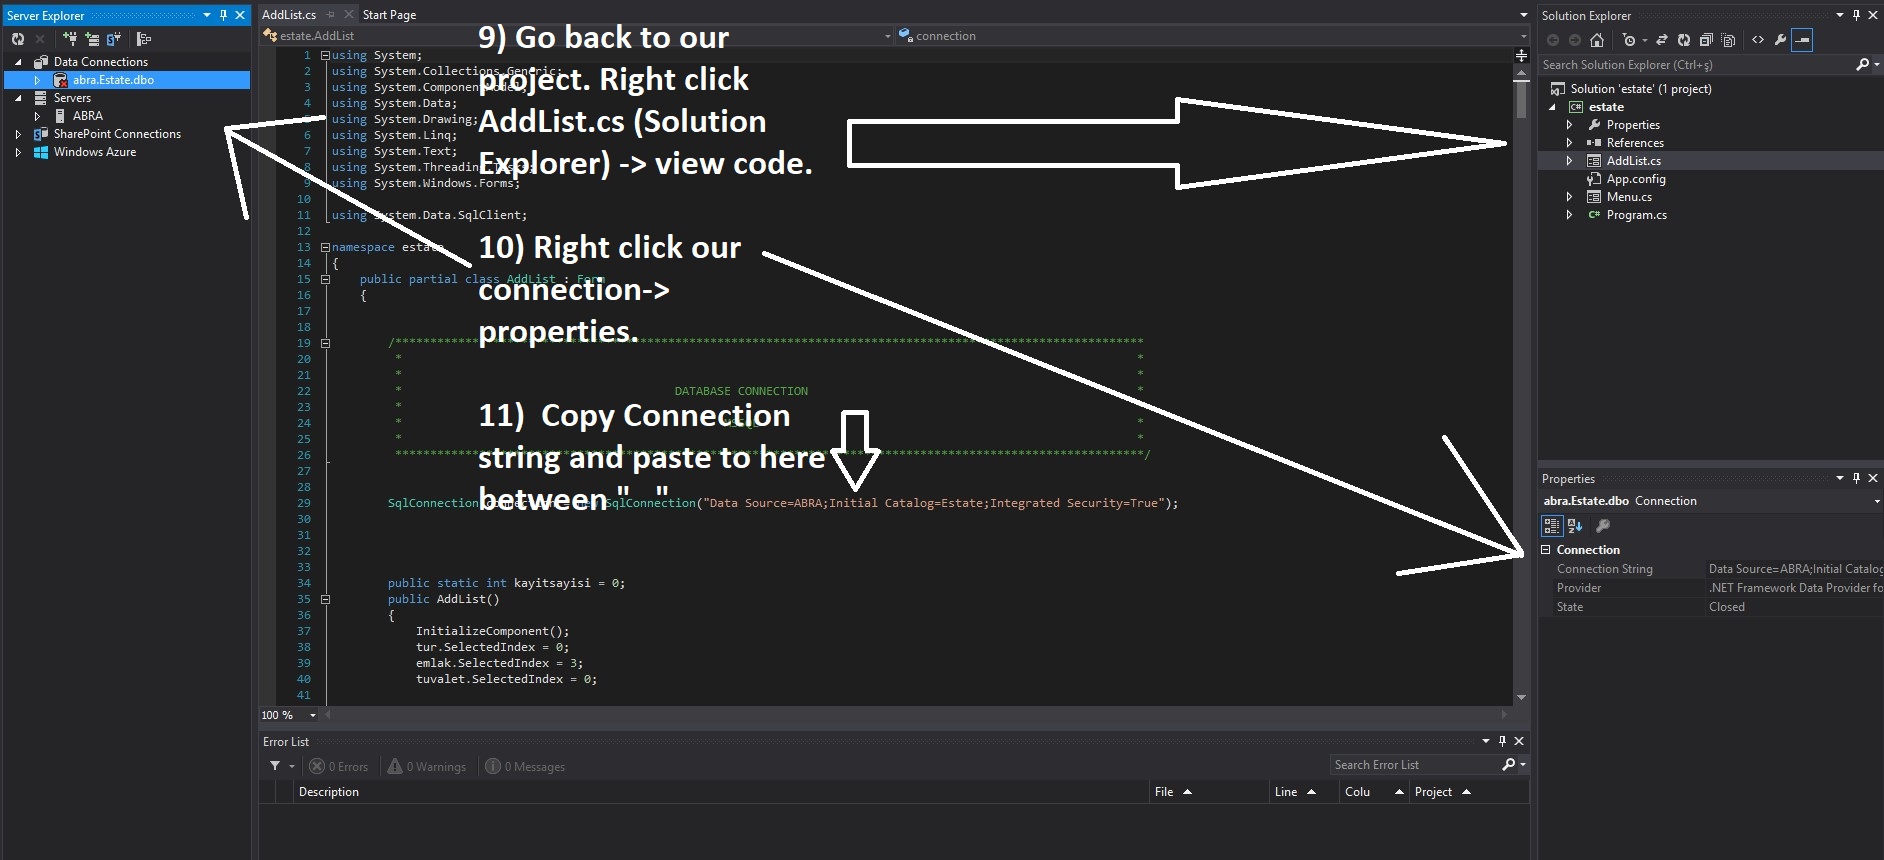 Server Explorer
Data Connections
abra.Estate.dbo
Servers
ABRA
SharePoint Connections
Windows Azure
AddList.cs
Start Page
estate.AddList
connection
9) Go back to our
project. Right click
AddList.cs (Solution
Explorer) -> view code.
10) Right click our
connection->
properties.
11) Copy Connection
string and paste to here
between " "
1 using System;
2 using System.Collections.Generic;
3 using System.ComponentModel;
4 using System.Data;
5 using System.Drawing;
6 using System.Linq;
7 using System.Text;
8 using System.Threading.Tasks;
9 using System.Windows.Forms;
10
11 using System.Data.SqlClient;
12
13 namespace estate
14 {
15 public partial class AddList : Form
16 {
17
18
19 /***********************************************************************************************************
20 * *
21 * *
22 * DATABASE CONNECTION *
23 * *
24 * *
25 * *
26 ***********************************************************************************************************/
27
28
29 SqlConnection connection = new SqlConnection("Data Source=ABRA;Initial Catalog=Estate;Integrated Security=True");
30
31
32
33
34 public static int kayitsayisi = 0;
35 public AddList()
36 {
37 InitializeComponent();
38 tur.SelectedIndex = 0;
39 emlak.SelectedIndex = 3;
40 tuvalet.SelectedIndex = 0;
41
100 %
Error List
0 Errors
0 Warnings
0 Messages
Search Error List
Description
File
Line
Colu
Project
Solution Explorer
Search Solution Explorer (Ctrl+ş)
Solution 'estate' (1 project)
estate
Properties
References
AddList.cs
App.config
Menu.cs
Program.cs
Properties
abra.Estate.dbo Connection
Connection
Connection String Data Source=ABRA;Initial Catalog
Provider .NET Framework Data Provider fo
State Closed